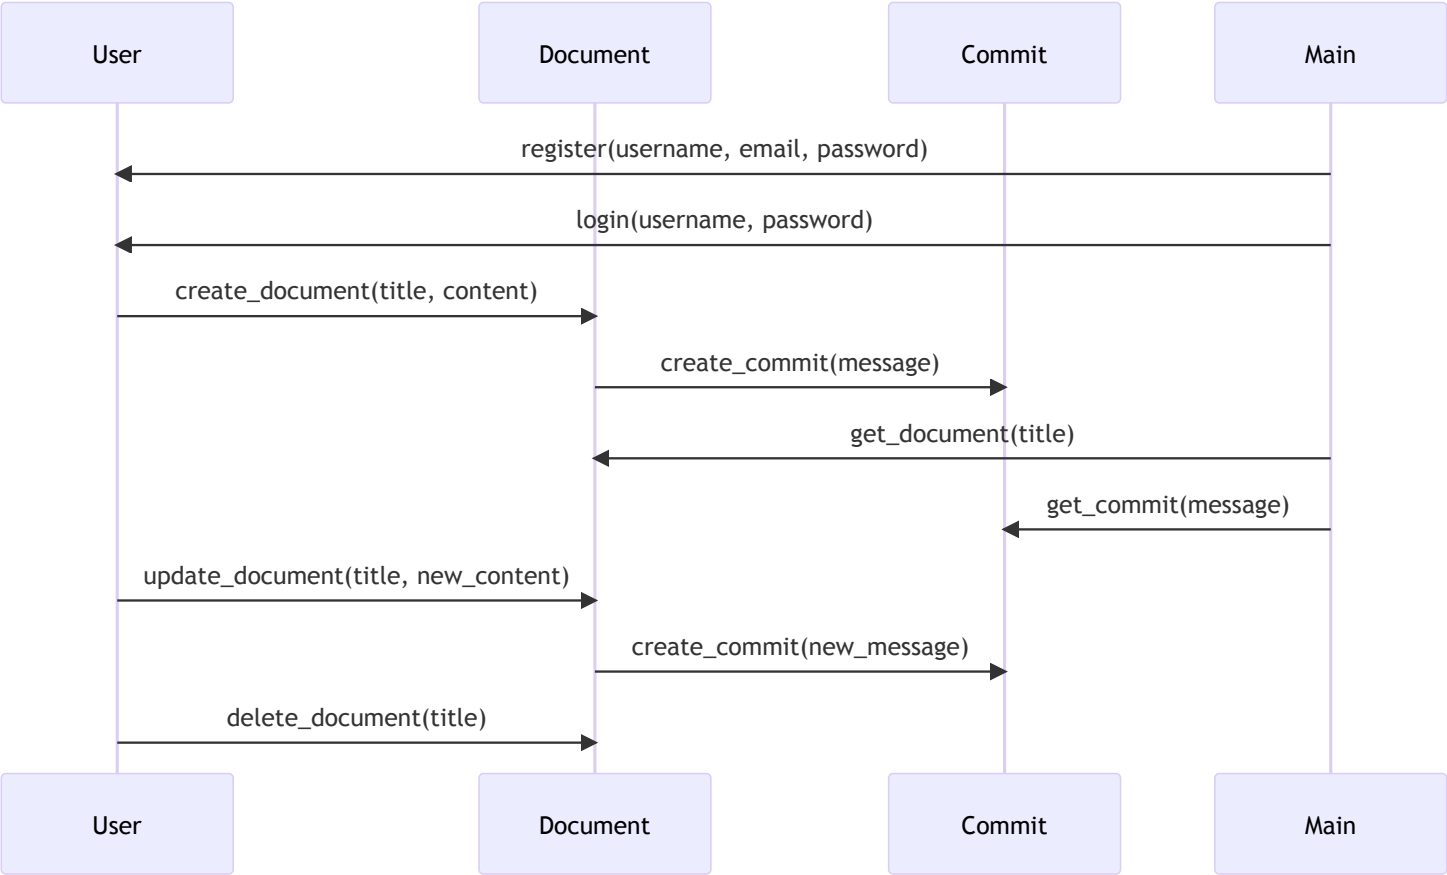 User
Document
Commit
Main
register(username, email, password)
login(username, password)
create_document(title, content)
create_commit(message)
get_document(title)
get_commit(message)
update_document(title, new_content)
create_commit(new_message)
delete_document(title)
User
Document
Commit
Main